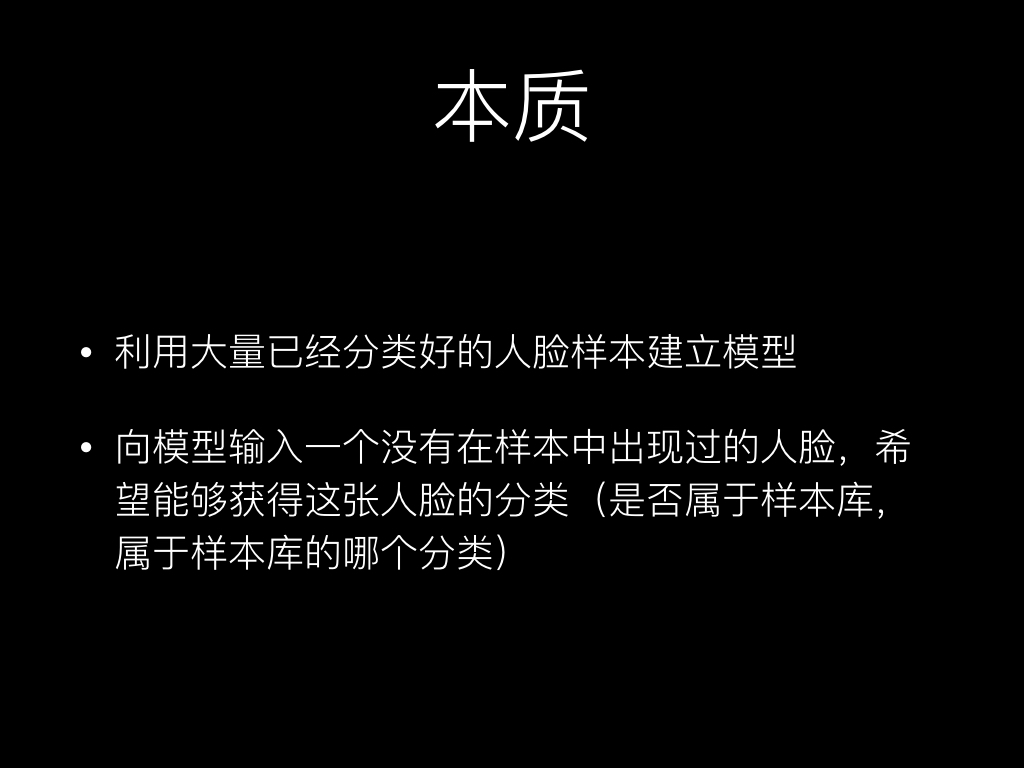 本质
• 利用大量已经分类好的人脸样本建立模型
• 向模型输入一个没有在样本中出现过的人脸，希
望能够获得这张人脸的分类（是否属于样本库，
属于样本库的哪个分类）